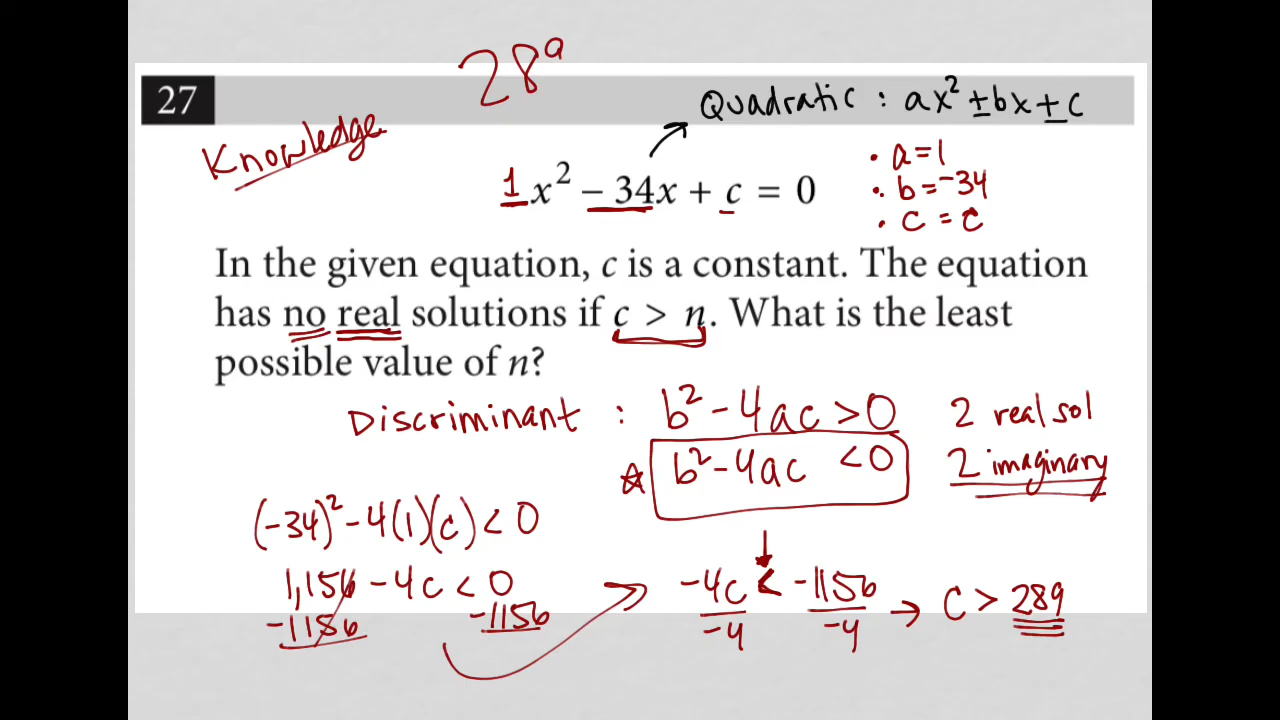 28a
27
Quadratic : ax² ± bx ± c
Knowledge
1x² − 34x + c = 0
• a=1
• b=-34
• c = c
In the given equation, c is a constant. The equation
has no real solutions if c > n. What is the least
possible value of n?
Discriminant : b² - 4ac > 0 2 real sol
☆ b² - 4ac < 0 2 imaginary
(-34)² - 4(1)(c) < 0
1,156 - 4c < 0
-1156 -1156
-4c < -1156 → c > 289
-4 -4